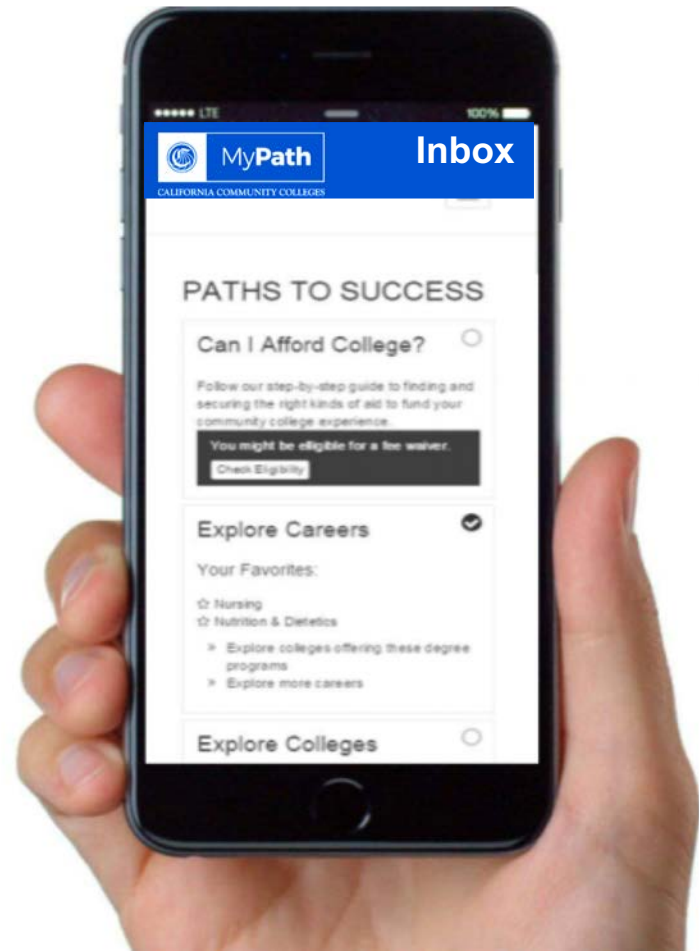 LTE
100%
MyPath
Inbox
CALIFORNIA COMMUNITY COLLEGES
PATHS TO SUCCESS
Can I Afford College?
Follow our step-by-step guide to finding and
securing the right kinds of aid to fund your
community college experience.
You might be elligible for a fee waiver.
Check Eligibility
Explore Careers
Your Favorites:
☆ Nursing
☆ Nutrition & Dietetics
» Explore colleges offering these degree
programs
» Explore more careers
Explore Colleges